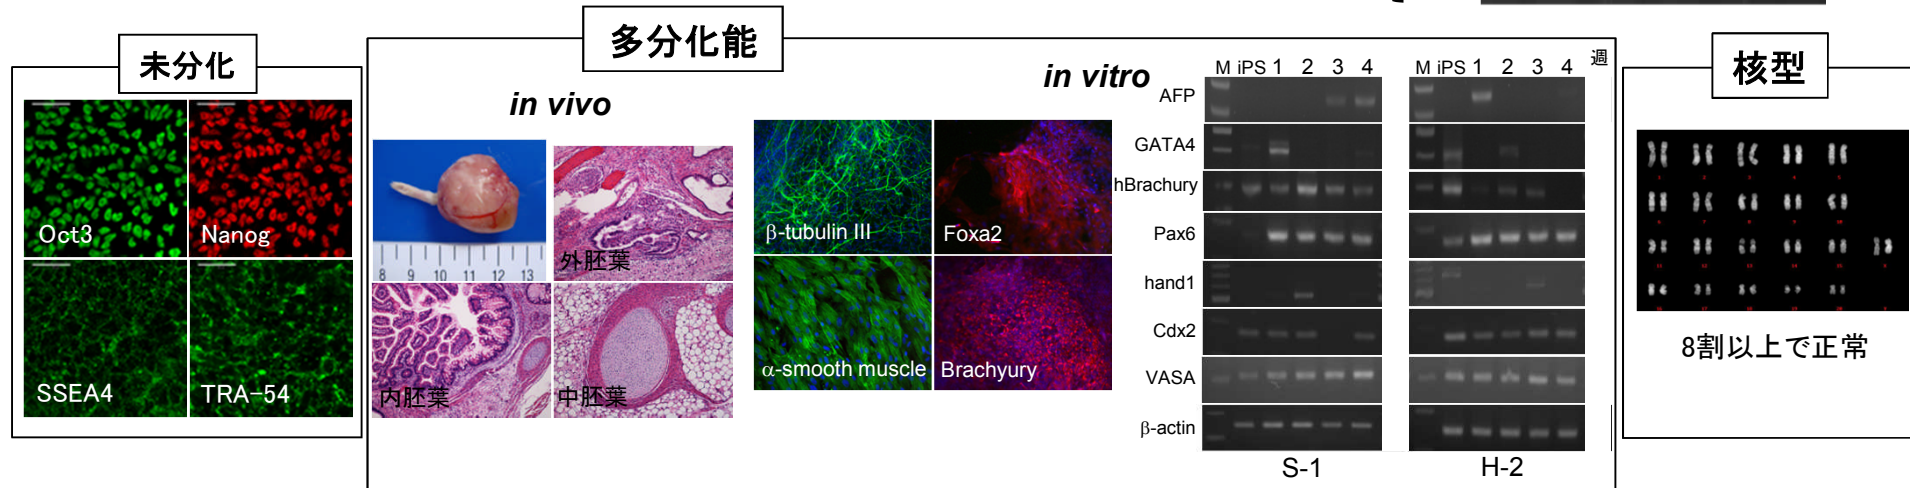 未分化
Oct3
Nanog
SSEA4
TRA-54
多分化能
in vivo
8 9 10 11 12 13
外胚葉
内胚葉
中胚葉
in vitro
β-tubulin III
Foxa2
α-smooth muscle
Brachyury
M iPS 1 2 3 4
M iPS 1 2 3 4
週
AFP
GATA4
hBrachury
Pax6
hand1
Cdx2
VASA
β-actin
S-1
H-2
核型
8割以上で正常